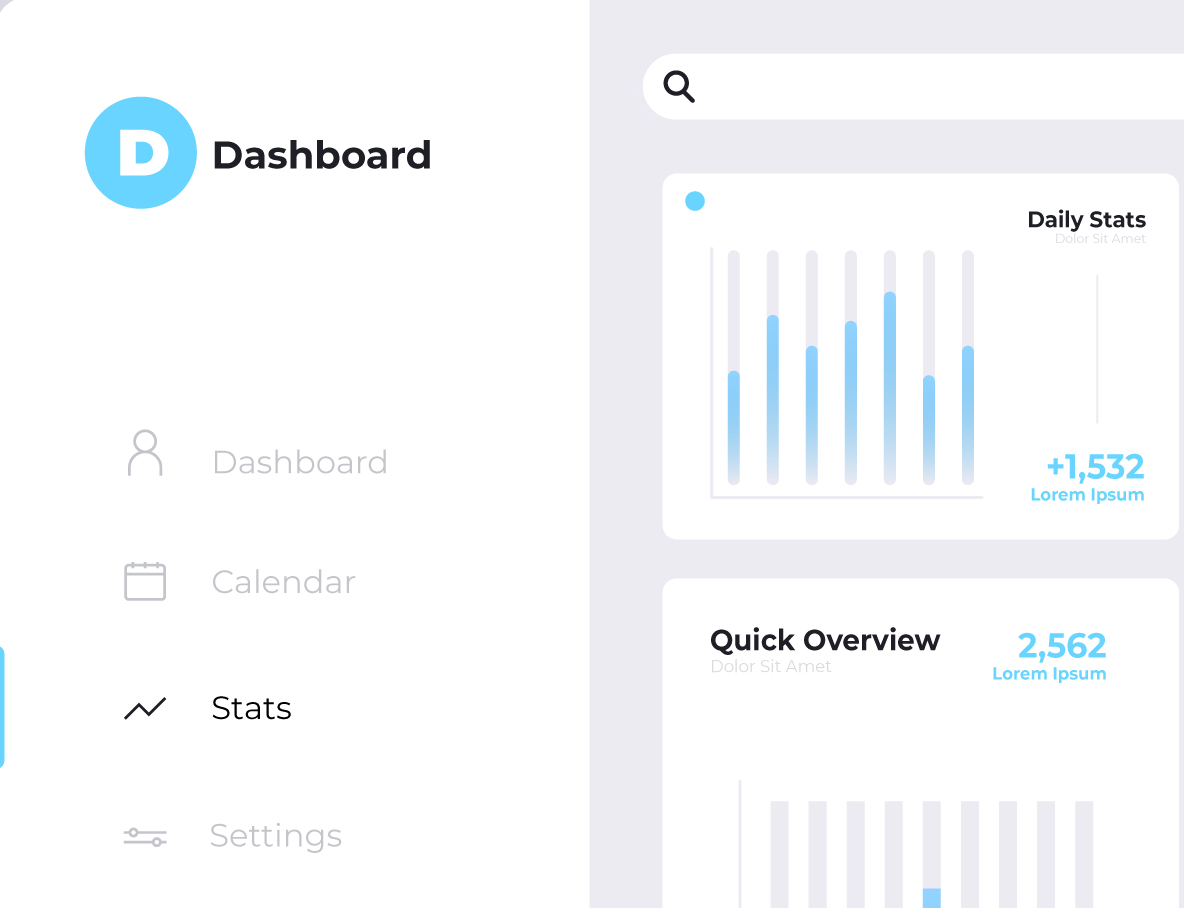 D Dashboard
Dashboard
Calendar
Stats
Settings
Daily Stats
Dolor Sit Amet
+1,532
Lorem Ipsum
Quick Overview
Dolor Sit Amet
2,562
Lorem Ipsum